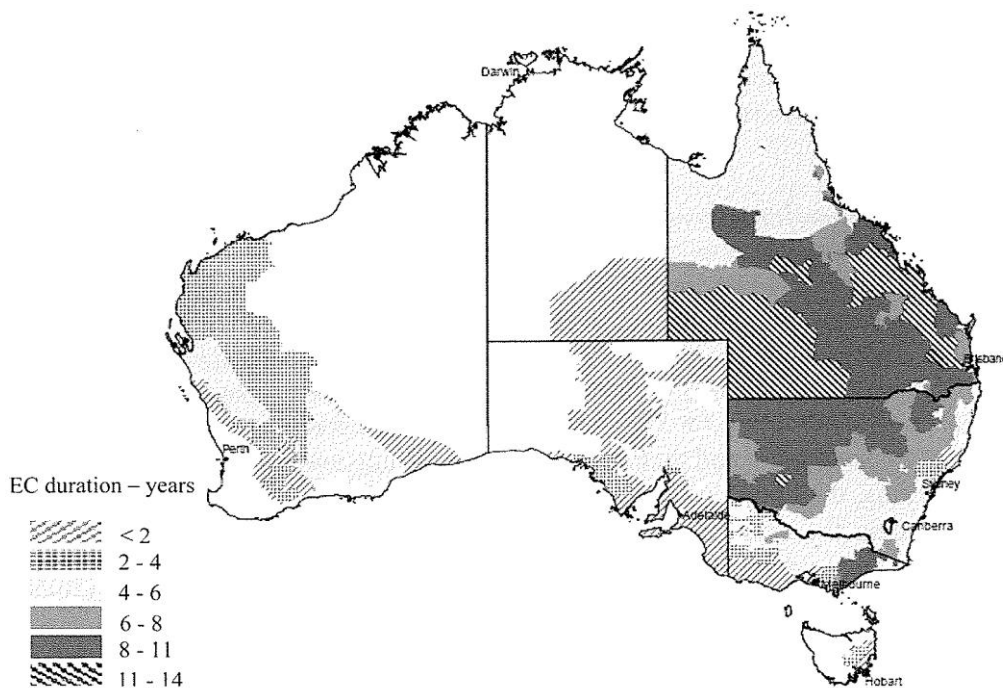 Darwin
Brisbane
Perth
Sydney
Adelaide
Canberra
Melbourne
Hobart
EC duration – years
< 2
2 - 4
4 - 6
6 - 8
8 - 11
11 - 14